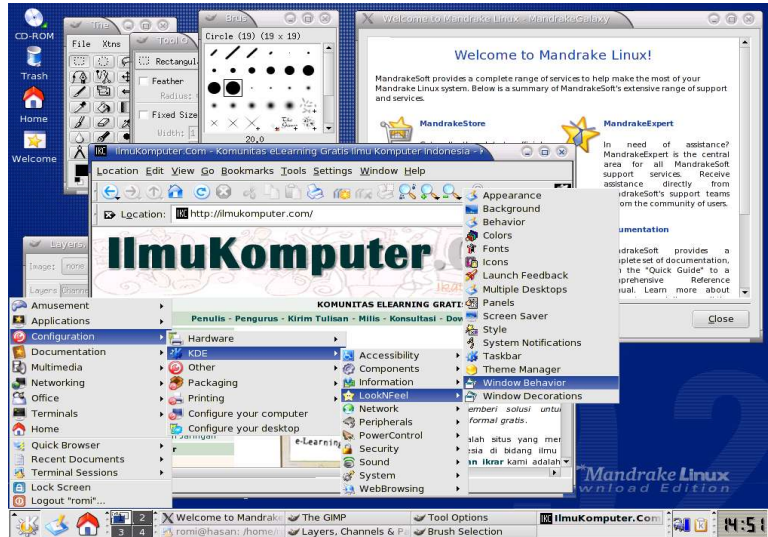 CD-ROM
Trash
Home
Welcome
The
File Xtns
Tool O
Rectangul
Feather
Radius:
Fixed Size
Width:
Brus
Circle (19) (19 x 19)
20,0
Welcome to Mandrake Linux - MandrakeGalaxy
Welcome to Mandrake Linux!
MandrakeSoft provides a complete range of services to help make the most of your
Mandrake Linux system. Below is a summary of MandrakeSoft's extensive range of support
and services.
MandrakeStore
MandrakeExpert
In need of assistance?
MandrakeExpert is the central
area for all MandrakeSoft
support services. Receive
assistance directly from
MandrakeSoft's support teams
from the community of users.
umentation
ndrakeSoft provides a
plete set of documentation,
the "Quick Guide" to a
prehensive Reference
ual. Learn more about
Close
IlmuKomputer.Com - Komunitas eLearning Gratis Ilmu Komputer Indonesia -
Location Edit View Go Bookmarks Tools Settings Window Help
Location: http://ilmukomputer.com/
IlmuKomputer.
KOMUNITAS ELEARNING GRATI
Penulis - Pengurus - Kirim Tulisan - Milis - Konsultasi - Dow
Layers,
Image: none
Layers Channe
Amusement
Applications
Configuration
Documentation
Multimedia
Networking
Office
Terminals
Home
Quick Browser
Recent Documents
Terminal Sessions
Lock Screen
Logout "romi"...
Hardware
KDE
Other
Packaging
Printing
Configure your computer
Configure your desktop
Accessibility
Components
Information
LookNFeel
Network
Peripherals
PowerControl
Security
Sound
System
WebBrowsing
Appearance
Background
Behavior
Colors
Fonts
Icons
Launch Feedback
Multiple Desktops
Panels
Screen Saver
Style
System Notifications
Taskbar
Theme Manager
Window Behavior
Window Decorations
Jaringan
e-Learning
emberi solusi untu
formal gratis.
alah situs yang mer
esia di bidang ilmu
an ikrar kami adalah
Mandrake Linux
wnload Edition
2
3 4
Welcome to Mandrak
The GIMP
Tool Options
IlmuKomputer.Com
romi@hasan: /home/
Layers, Channels & P
Brush Selection
14:51